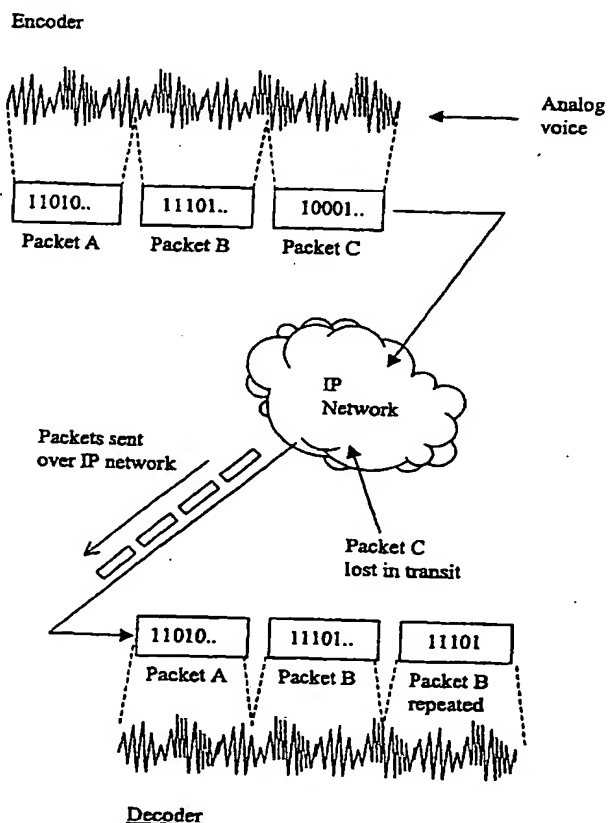 Encoder
Analog
voice
11010..
11101..
10001..
Packet A
Packet B
Packet C
IP
Network
Packets sent
over IP network
Packet C
lost in transit
11010..
11101..
11101
Packet A
Packet B
Packet B
repeated
Decoder